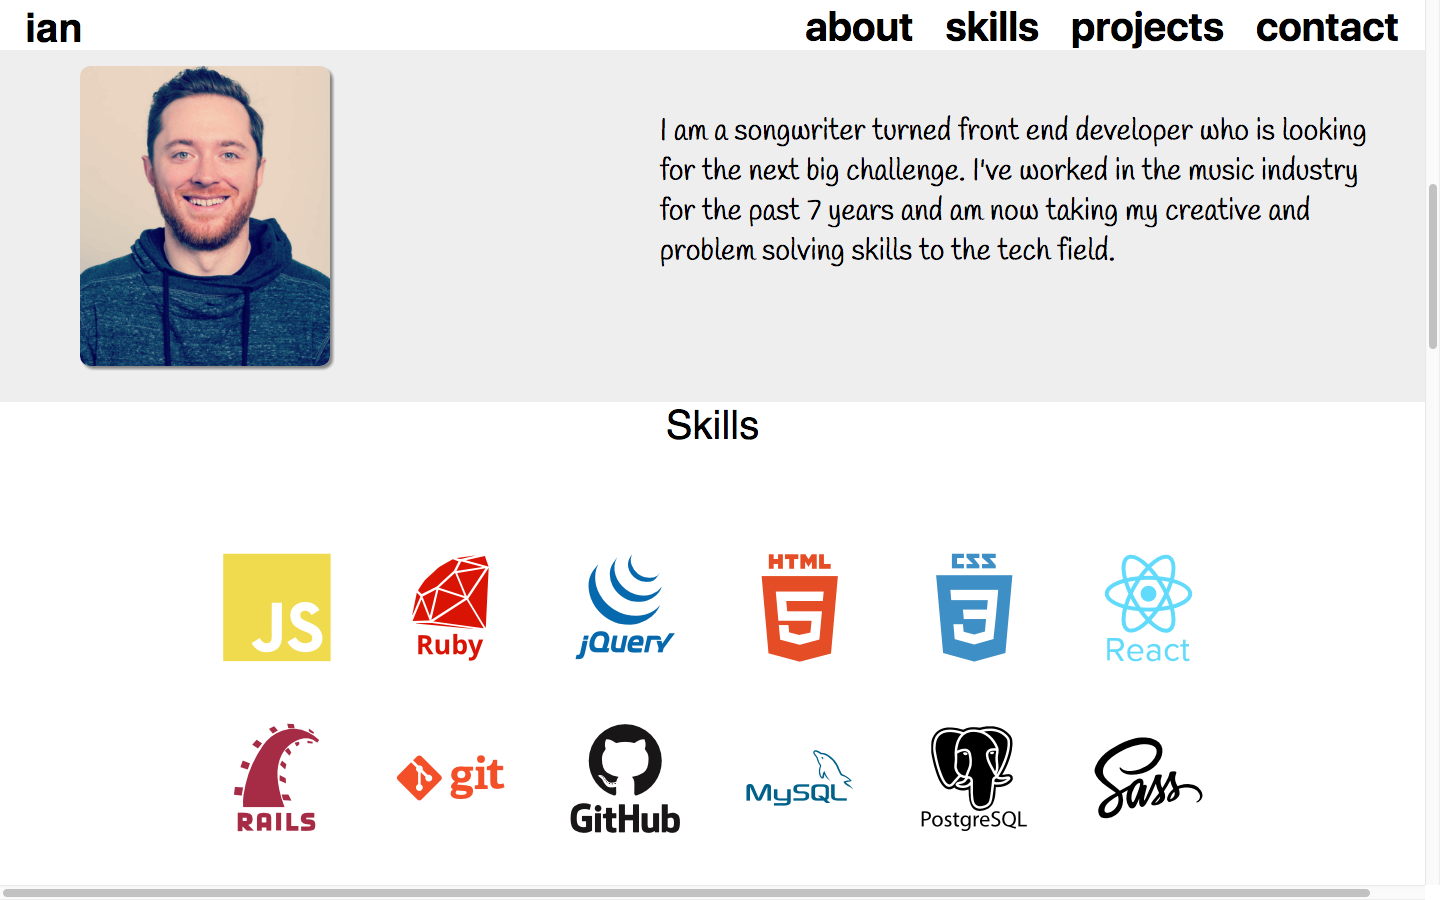 ian
about skills projects contact
I am a songwriter turned front end developer who is looking
for the next big challenge. I've worked in the music industry
for the past 7 years and am now taking my creative and
problem solving skills to the tech field.
Skills
JS
Ruby
jQuery
HTML
5
CSS
3
React
RAILS
git
GitHub
MySQL
PostgreSQL
Sass